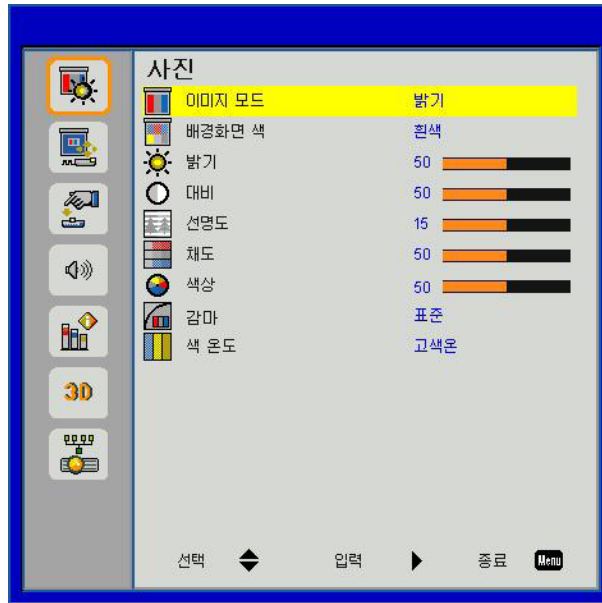 사진
이미지 모드 밝기
배경화면 색 흰색
밝기 50
대비 50
선명도 15
채도 50
색상 50
감마 표준
색 온도 고색온
3D
선택 입력 종료 Menu